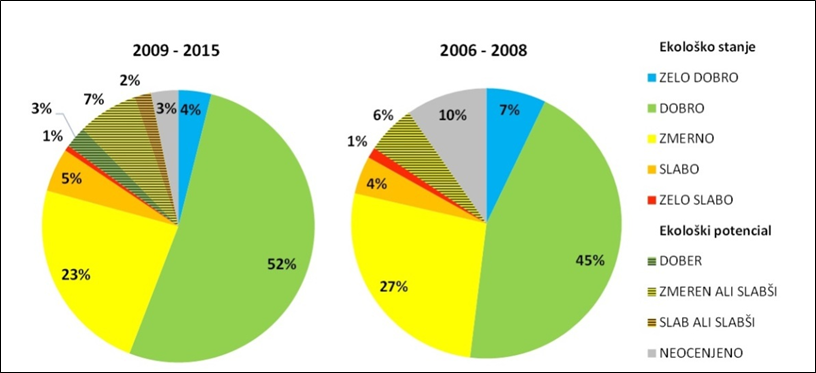 2009 - 2015
4%
52%
23%
5%
1%
3%
7%
2%
3%
2006 - 2008
7%
45%
27%
4%
1%
6%
10%
Ekološko stanje
ZELO DOBRO
DOBRO
ZMERNO
SLABO
ZELO SLABO
Ekološki potencial
DOBER
ZMEREN ALI SLABŠI
SLAB ALI SLABŠI
NEOCENJENO